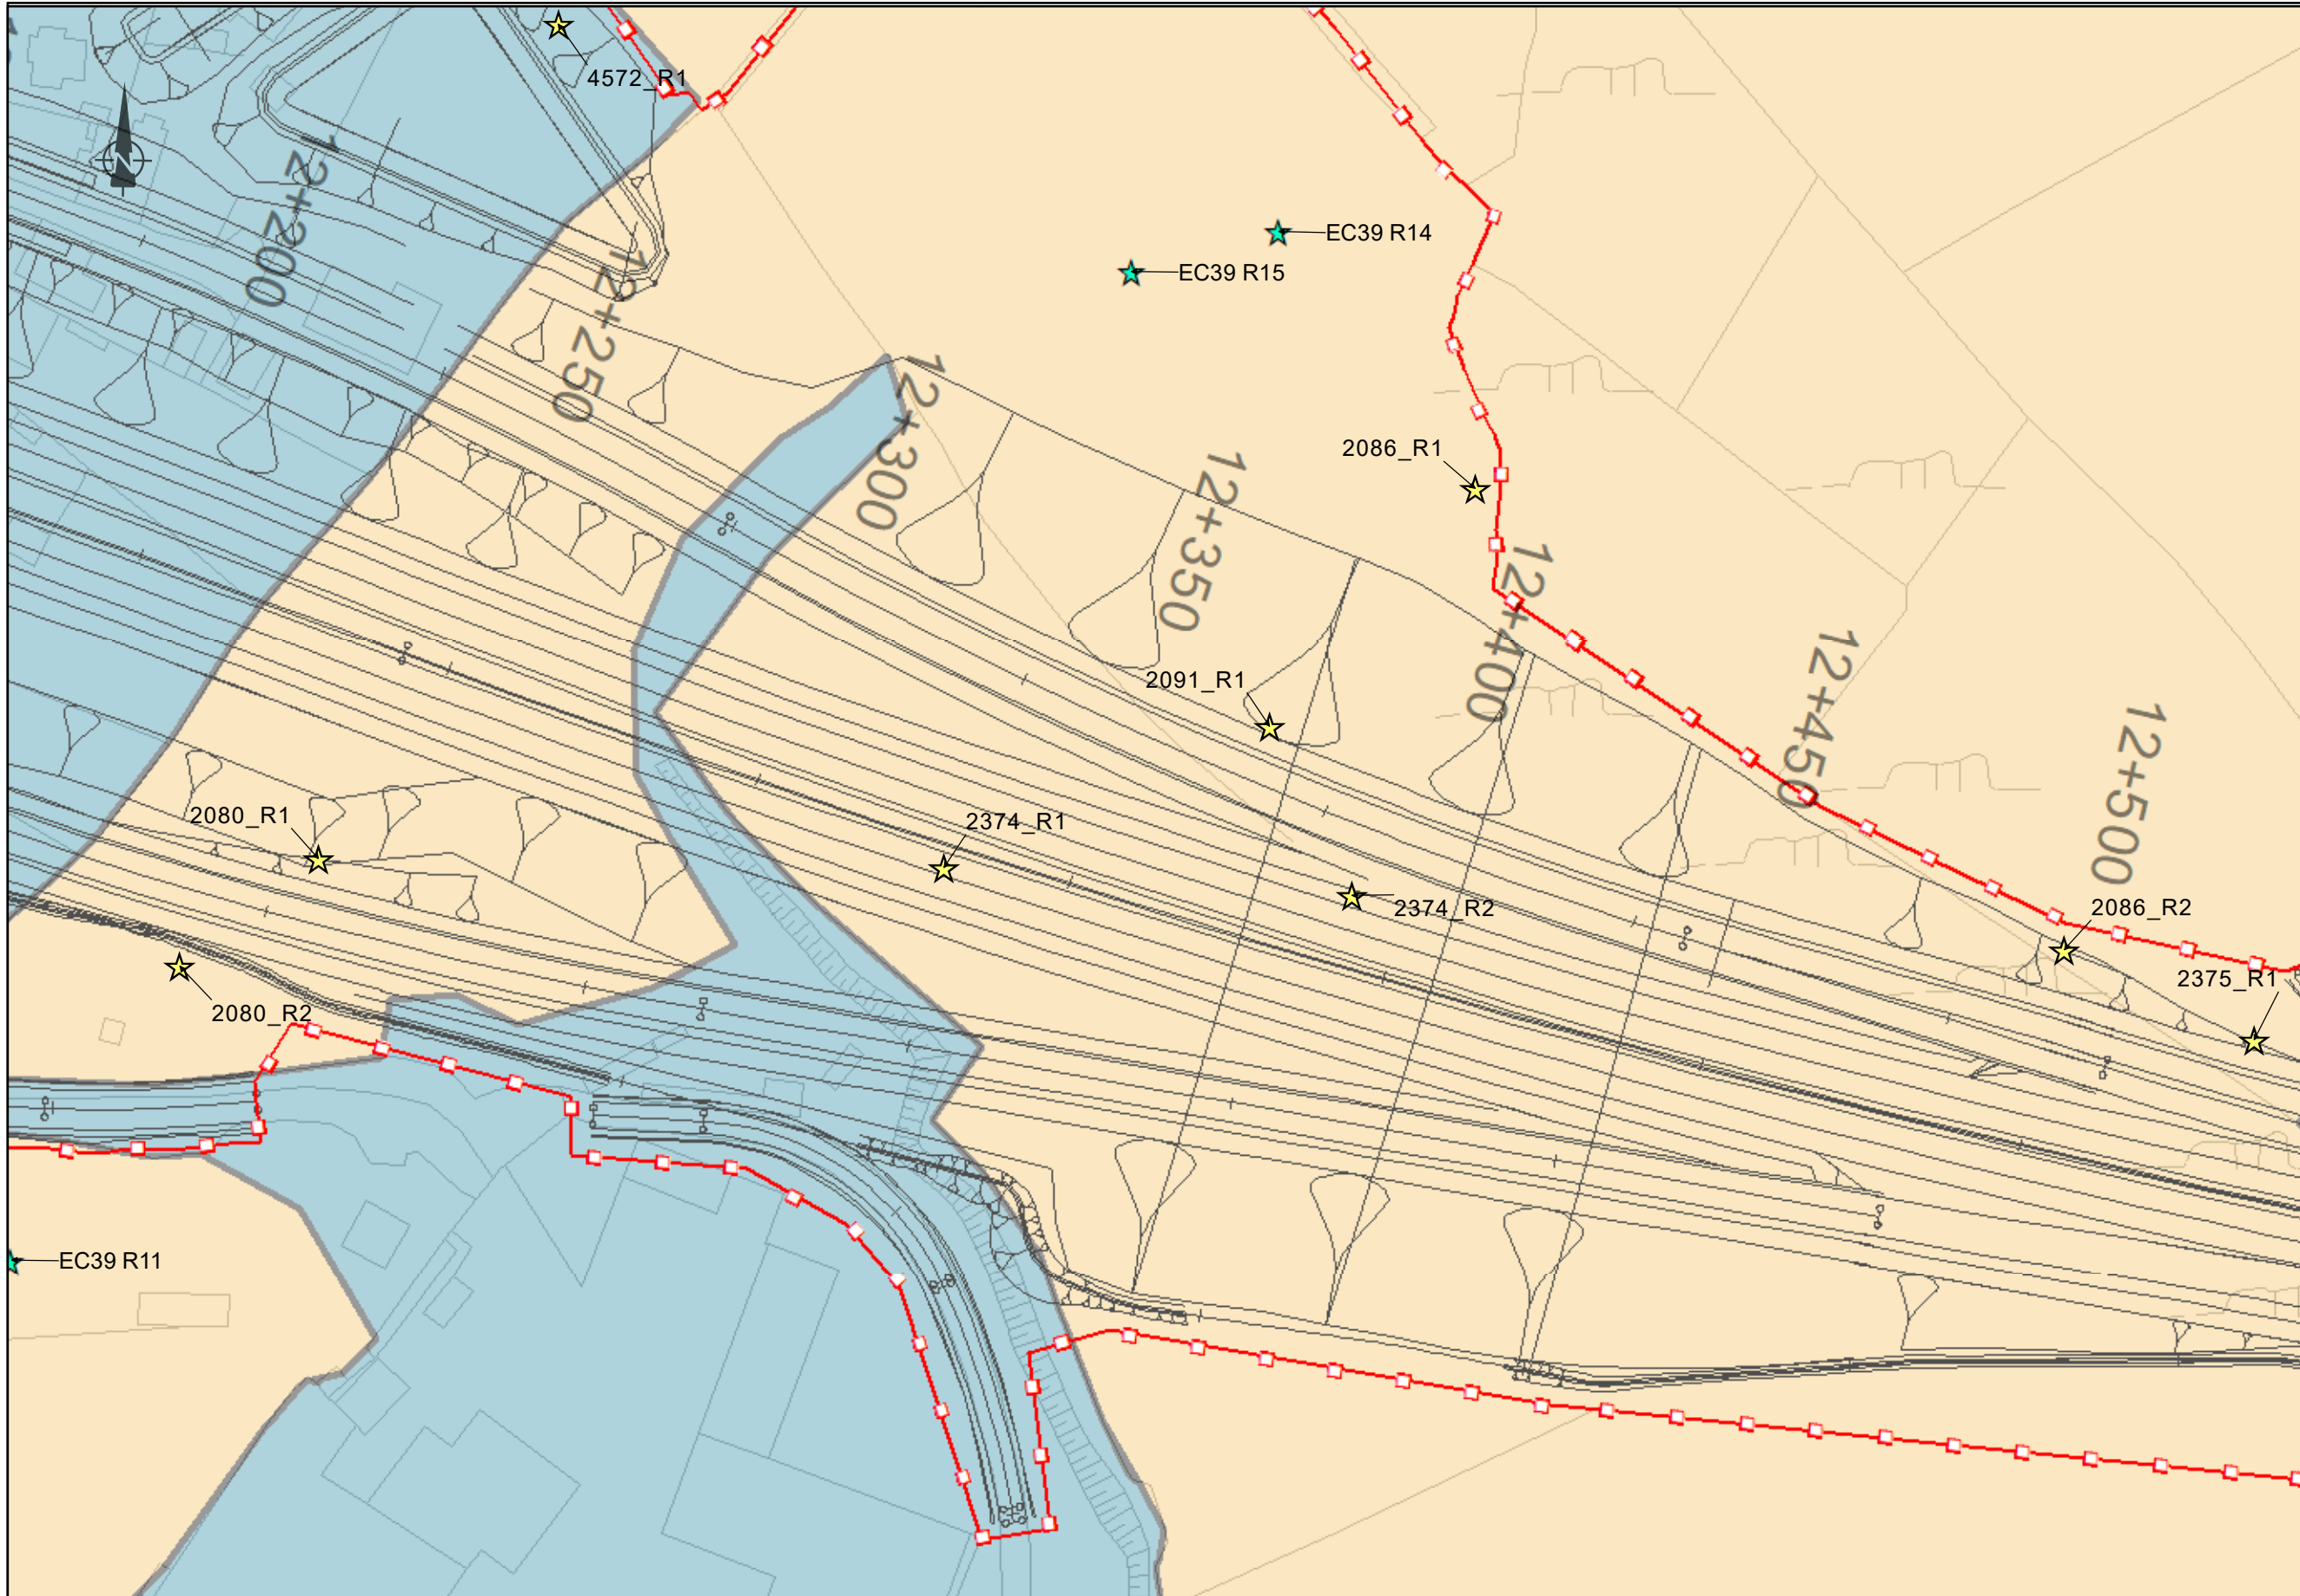 4572_R1
N
12+200
EC39 R14
EC39 R15
12+250
12+300
2086_R1
12+350
12+400
2091_R1
12+450
12+500
2080_R1
2374_R1
2374_R2
2086_R2
2375_R1
2080_R2
EC39 R11